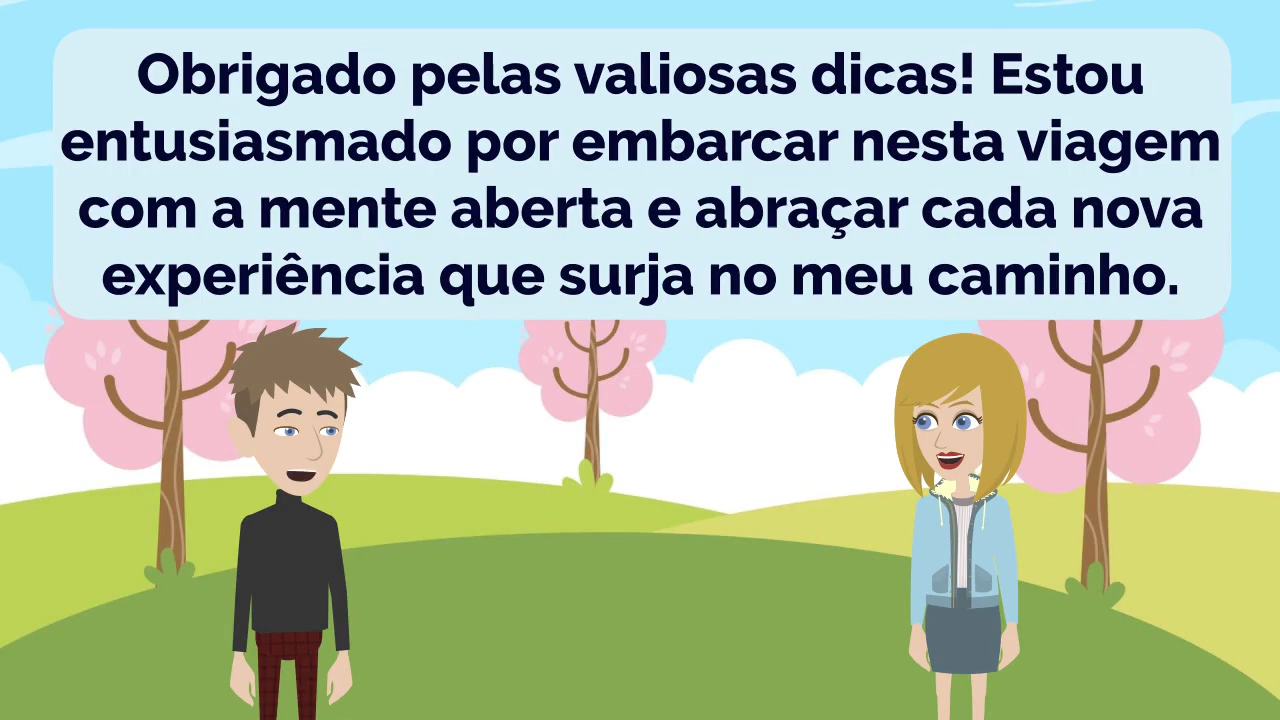 Obrigado pelas valiosas dicas! Estou
entusiasmado por embarcar nesta viagem
com a mente aberta e abraçar cada nova
experiência que surja no meu caminho.